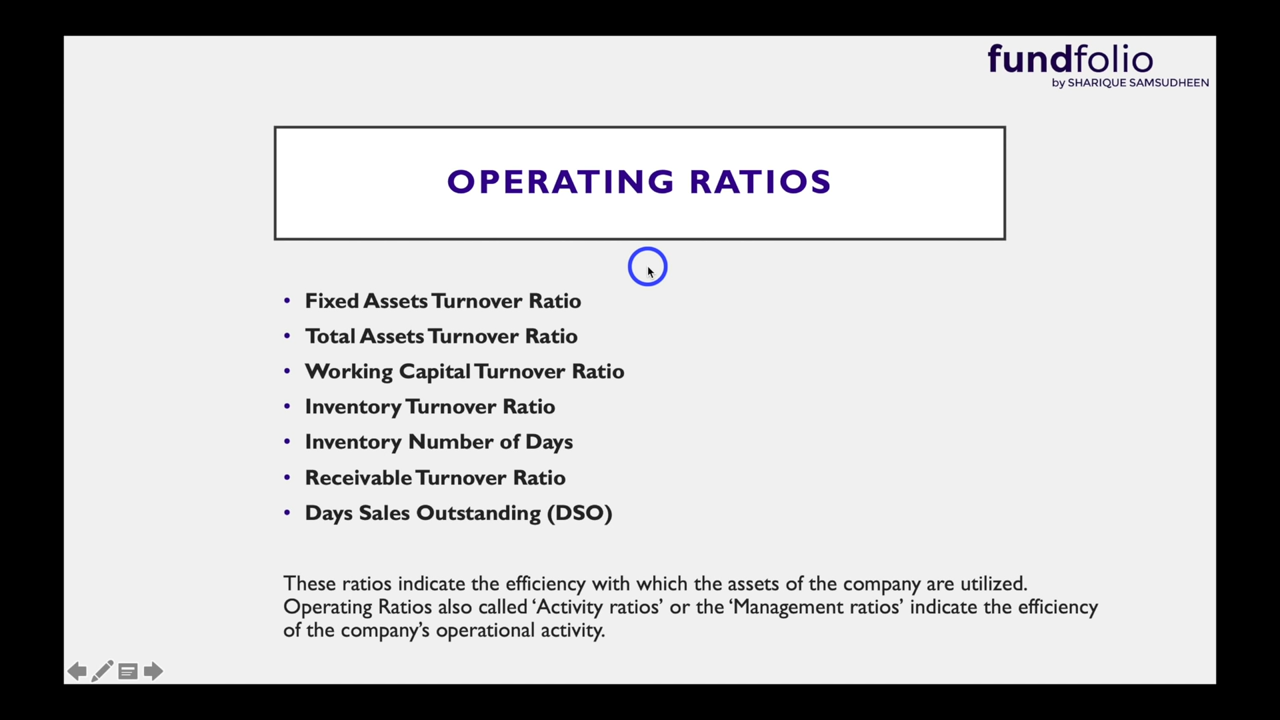 fundfolio
by SHARIQUE SAMSUDHEEN
OPERATING RATIOS
• Fixed Assets Turnover Ratio
• Total Assets Turnover Ratio
• Working Capital Turnover Ratio
• Inventory Turnover Ratio
• Inventory Number of Days
• Receivable Turnover Ratio
• Days Sales Outstanding (DSO)
These ratios indicate the efficiency with which the assets of the company are utilized.
Operating Ratios also called ‘Activity ratios’ or the ‘Management ratios’ indicate the efficiency
of the company’s operational activity.